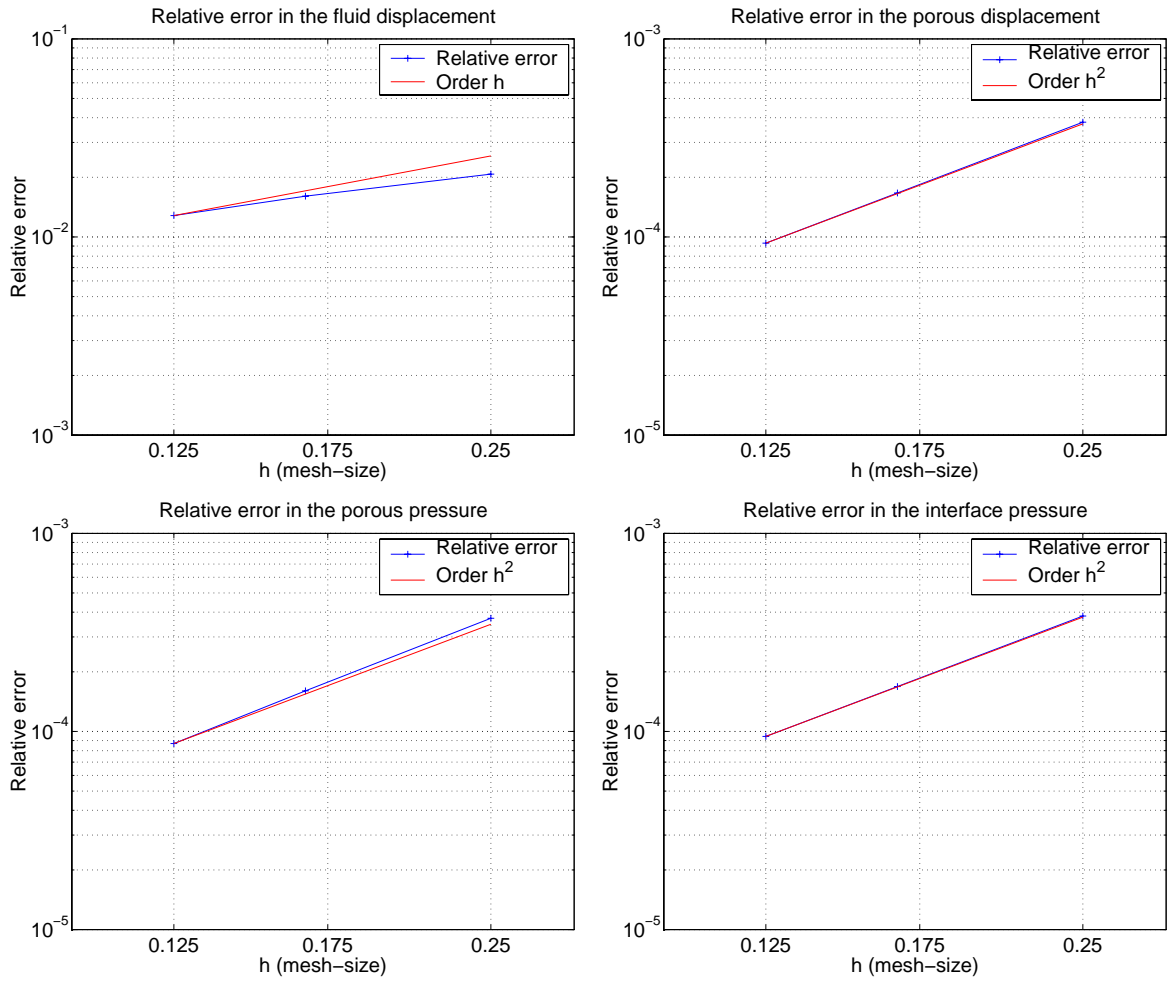 Relative error in the fluid displacement
10^−1
Relative error
Order h
10^−2
10^−3
Relative error
0.125
0.175
0.25
h (mesh−size)
Relative error in the porous displacement
10^−3
Relative error
Order h^2
10^−4
10^−5
Relative error
0.125
0.175
0.25
h (mesh−size)
Relative error in the porous pressure
10^−3
Relative error
Order h^2
10^−4
10^−5
Relative error
0.125
0.175
0.25
h (mesh−size)
Relative error in the interface pressure
10^−3
Relative error
Order h^2
10^−4
10^−5
Relative error
0.125
0.175
0.25
h (mesh−size)